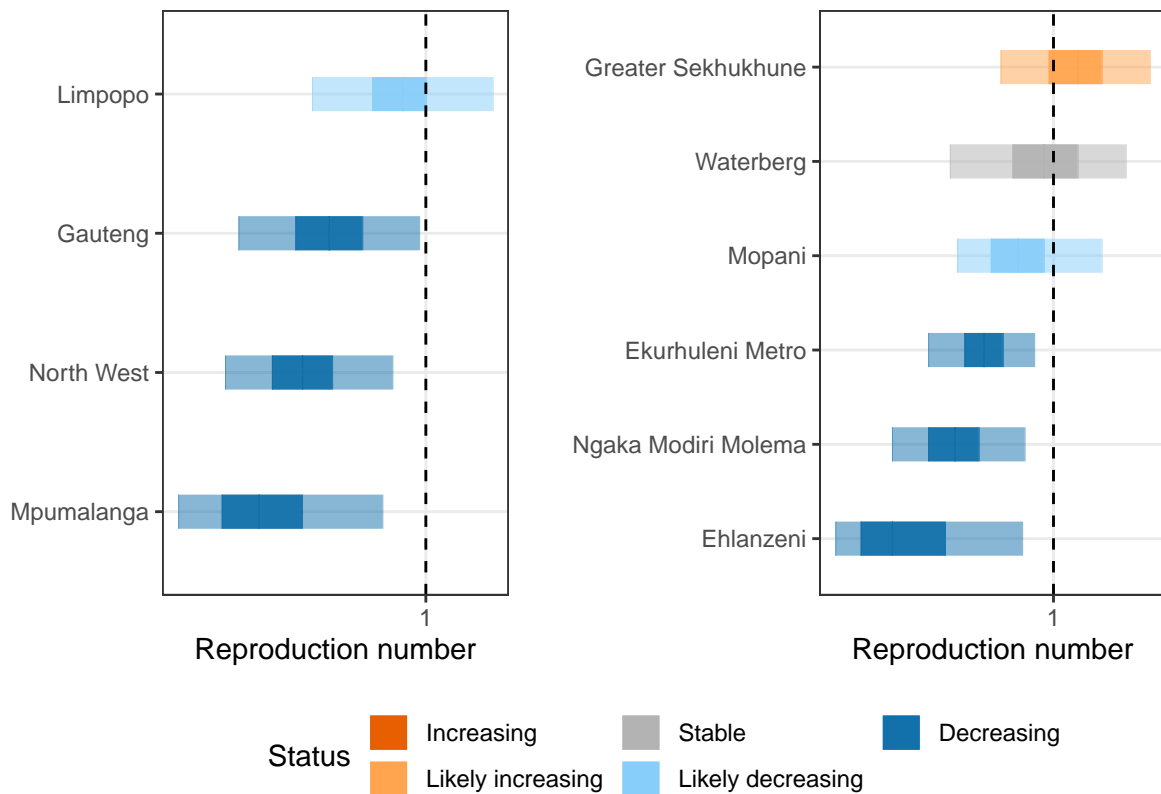 Limpopo
Gauteng
North West
Mpumalanga
1
Reproduction number
Greater Sekhukhune
Waterberg
Mopani
Ekurhuleni Metro
Ngaka Modiri Molema
Ehlanzeni
1
Reproduction number
Status
Increasing
Likely increasing
Stable
Likely decreasing
Decreasing